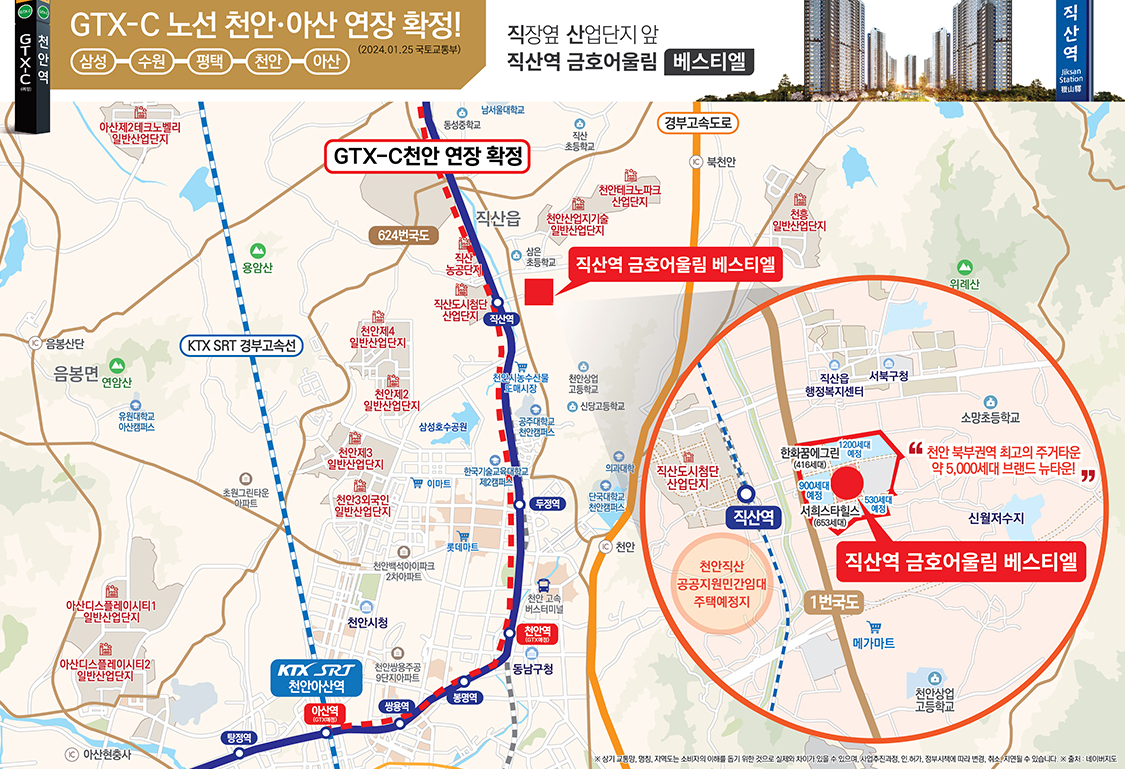 GTX-C 노선 천안·아산 연장 확정!
(2024.01.25 국토교통부)
삼성 수원 평택 천안 아산
천안역
GTX-C
(예정)
직장옆 산업단지 앞
직산역 금호어울림 베스티엘
직산역
Jiksan
Station
稷山驛
아산제2테크노밸리
일반산업단지
남서울대학교
동성중학교
직산
초등학교
경부고속도로
IC 북천안
GTX-C천안 연장 확정
직산읍
천안테크노파크
산업단지
천안산업지기술
일반산업단지
천흥
일반산업단지
624번국도
용암산
직산
농공단지
삼은
초등학교
직산역 금호어울림 베스티엘
위례산
직산도시첨단
산업단지
직산역
IC 음봉산단
음봉면
연암산
KTX SRT 경부고속선
천안제4
일반산업단지
천안시농수산물
도매시장
천안상업
고등학교
천안제2
일반산업단지
신당고등학교
유원대학교
아산캠퍼스
삼성호수공원
공주대학교
천안캠퍼스
천안제3
일반산업단지
한국기술교육대학교
제2캠퍼스
의과대학
초원그린타운
아파트
천안3외국인
일반산업단지
이마트
단국대학교
천안캠퍼스
두정역
롯데마트
IC 천안
천안백석아이파크
2차아파트
천안 고속
버스터미널
아산디스플레이시티1
일반산업단지
천안시청
천안역
(GTX예정)
아산디스플레이시티2
일반산업단지
KTX SRT
천안아산역
천안쌍용주공
9단지아파트
동남구청
봉명역
쌍용역
아산역
(GTX예정)
탕정역
IC 아산현충사
직산읍
행정복지센터
서북구청
소망초등학교
한화꿈에그린
(416세대)
1200세대
예정
“ 천안 북부권역 최고의 주거타운
약 5,000세대 브랜드 뉴타운! ”
직산도시첨단
산업단지
900세대
예정
530세대
예정
서희스타힐스
(653세대)
신월저수지
직산역
직산역 금호어울림 베스티엘
천안직산
공공지원민간임대
주택예정지
1번국도
메가마트
천안상업
고등학교
※ 상기 교통망, 명칭, 지역도는 소비자의 이해를 돕기 위한 것으로 실제와 차이가 있을 수 있으며, 사업추진과정, 인·허가, 정부시책에 따라 변경, 취소·지연될 수 있습니다. ※ 출처 : 네이버지도